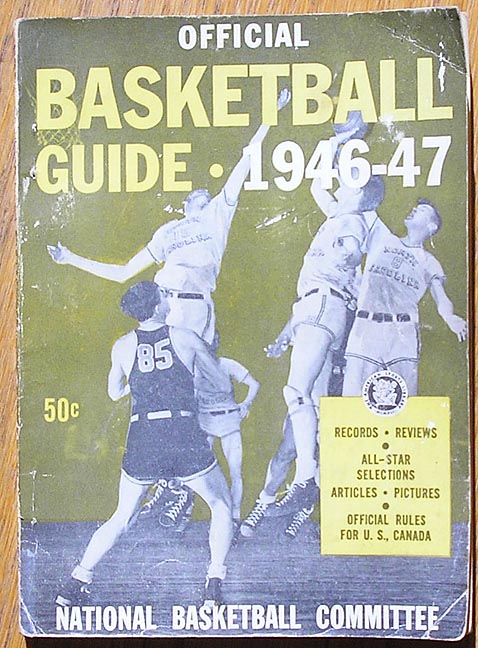 OFFICIAL
BASKETBALL
GUIDE • 1946-47
NORTH
CAROLINA
85
50c
RECORDS • REVIEWS
•
ALL-STAR
SELECTIONS
ARTICLES • PICTURES
•
OFFICIAL RULES
FOR U. S., CANADA
NATIONAL BASKETBALL COMMITTEE